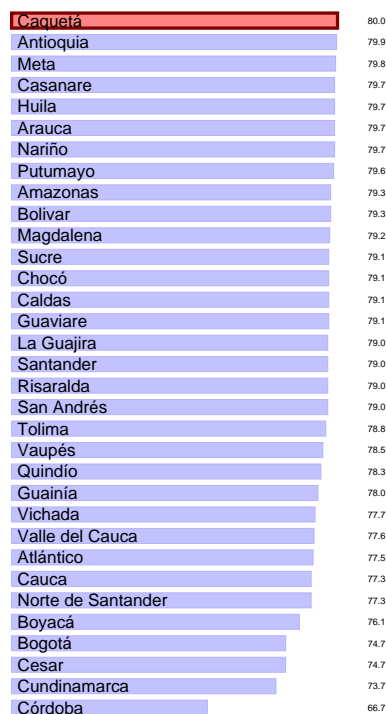 Caquetá 80.0
Antioquia 79.9
Meta 79.8
Casanare 79.7
Huila 79.7
Arauca 79.7
Nariño 79.7
Putumayo 79.6
Amazonas 79.3
Bolivar 79.3
Magdalena 79.2
Sucre 79.1
Chocó 79.1
Caldas 79.1
Guaviare 79.1
La Guajira 79.0
Santander 79.0
Risaralda 79.0
San Andrés 79.0
Tolima 78.8
Vaupés 78.5
Quindío 78.3
Guainía 78.0
Vichada 77.7
Valle del Cauca 77.6
Atlántico 77.5
Cauca 77.3
Norte de Santander 77.3
Boyacá 76.1
Bogotá 74.7
Cesar 74.7
Cundinamarca 73.7
Córdoba 66.7